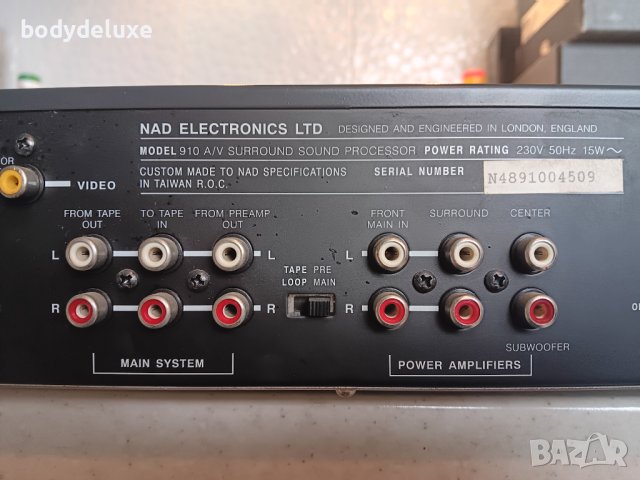 bodydeluxe
NAD ELECTRONICS LTD DESIGNED AND ENGINEERED IN LONDON, ENGLAND
MODEL 910 A/V SURROUND SOUND PROCESSOR POWER RATING 230V 50Hz 15W~
CUSTOM MADE TO NAD SPECIFICATIONS
IN TAIWAN R.O.C.
SERIAL NUMBER N4891004509
OR
VIDEO
FROM TAPE OUT
TO TAPE IN
FROM PREAMP OUT
FRONT MAIN IN
SURROUND
CENTER
L L L
TAPE PRE
LOOP MAIN
R R R
SUBWOOFER
MAIN SYSTEM
POWER AMPLIFIERS
BAZAR